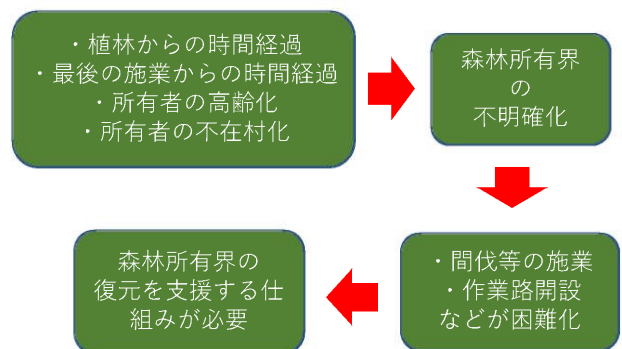 ・植林からの時間経過
・最後の施業からの時間経過
・所有者の高齢化
・所有者の不在村化
森林所有界
の
不明確化
・間伐等の施業
・作業路開設
などが困難化
森林所有界の
復元を支援する仕
組みが必要